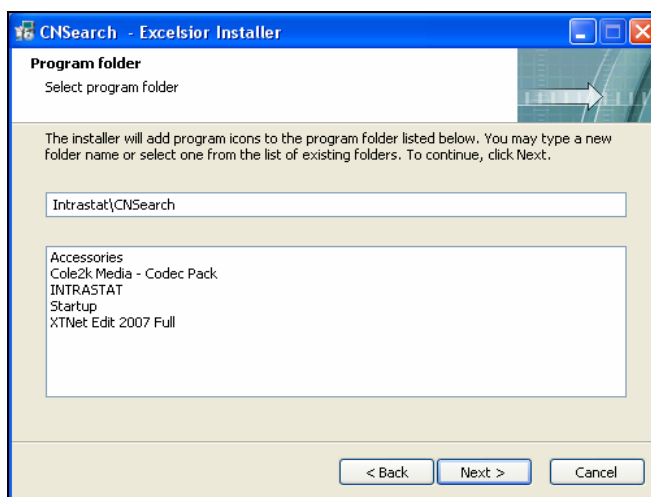 CNSearch - Excelsior Installer
Program folder
Select program folder
The installer will add program icons to the program folder listed below. You may type a new
folder name or select one from the list of existing folders. To continue, click Next.
Intrastat\CNSearch
Accessories
Cole2k Media - Codec Pack
INTRASTAT
Startup
XTNet Edit 2007 Full
< Back Next > Cancel